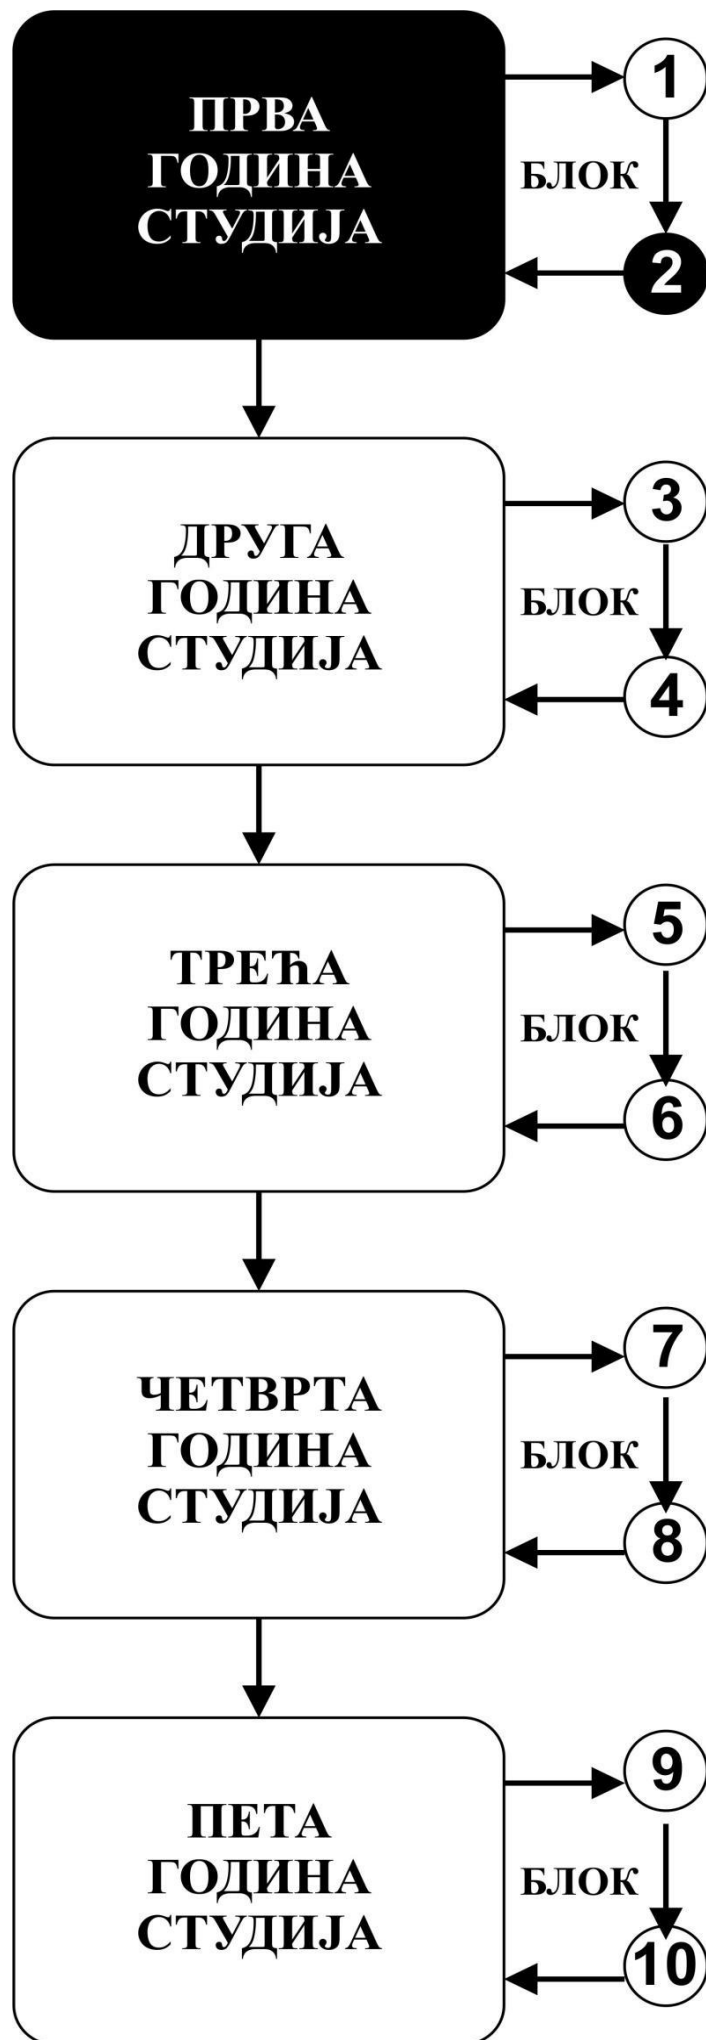 ПРВА
ГОДИНА
СТУДИЈА
1
БЛОК
2
ДРУГА
ГОДИНА
СТУДИЈА
3
БЛОК
4
ТРЕЋА
ГОДИНА
СТУДИЈА
5
БЛОК
6
ЧЕТВРТА
ГОДИНА
СТУДИЈА
7
БЛОК
8
ПЕТА
ГОДИНА
СТУДИЈА
9
БЛОК
10